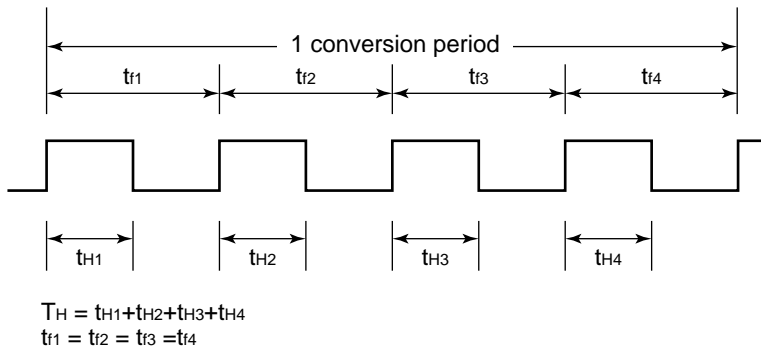 1 conversion period
tf1 tf2 tf3 tf4
tH1 tH2 tH3 tH4
TH = tH1+tH2+tH3+tH4
tf1 = tf2 = tf3 =tf4